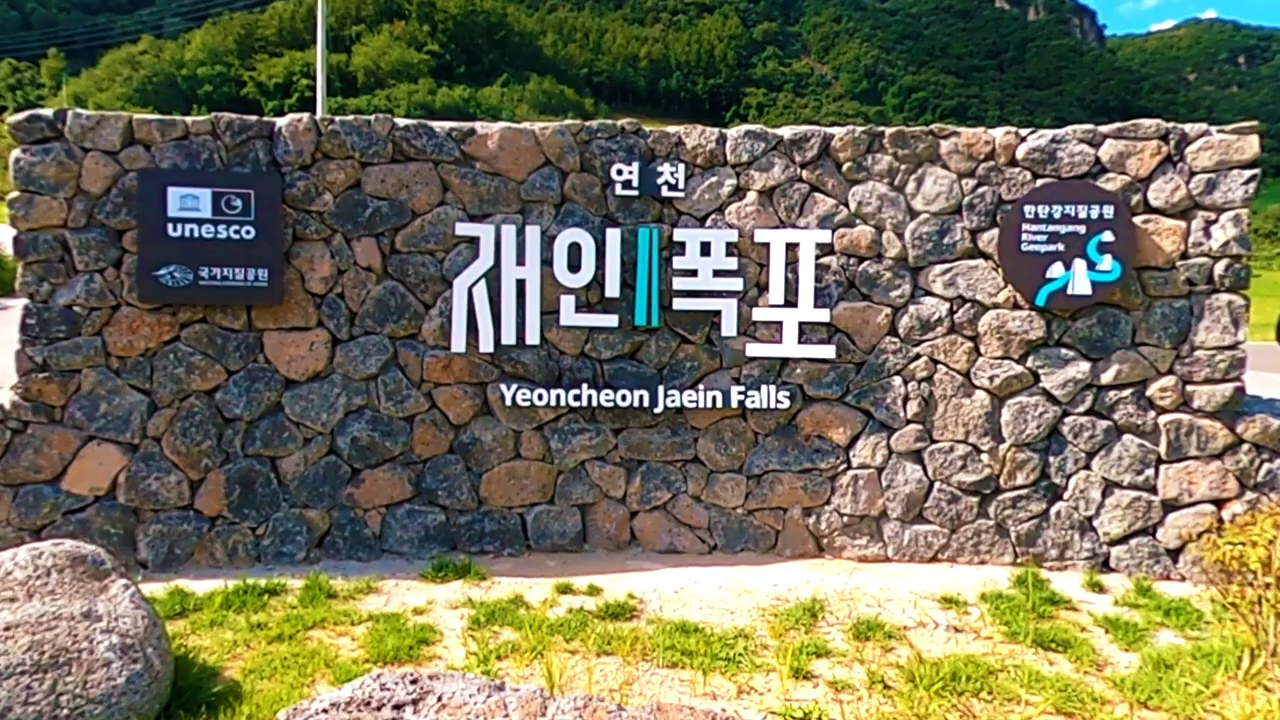 unesco
국가지질공원
연천
재인폭포
Yeoncheon Jaein Falls
한탄강지질공원
Hantangang
River
Geopark